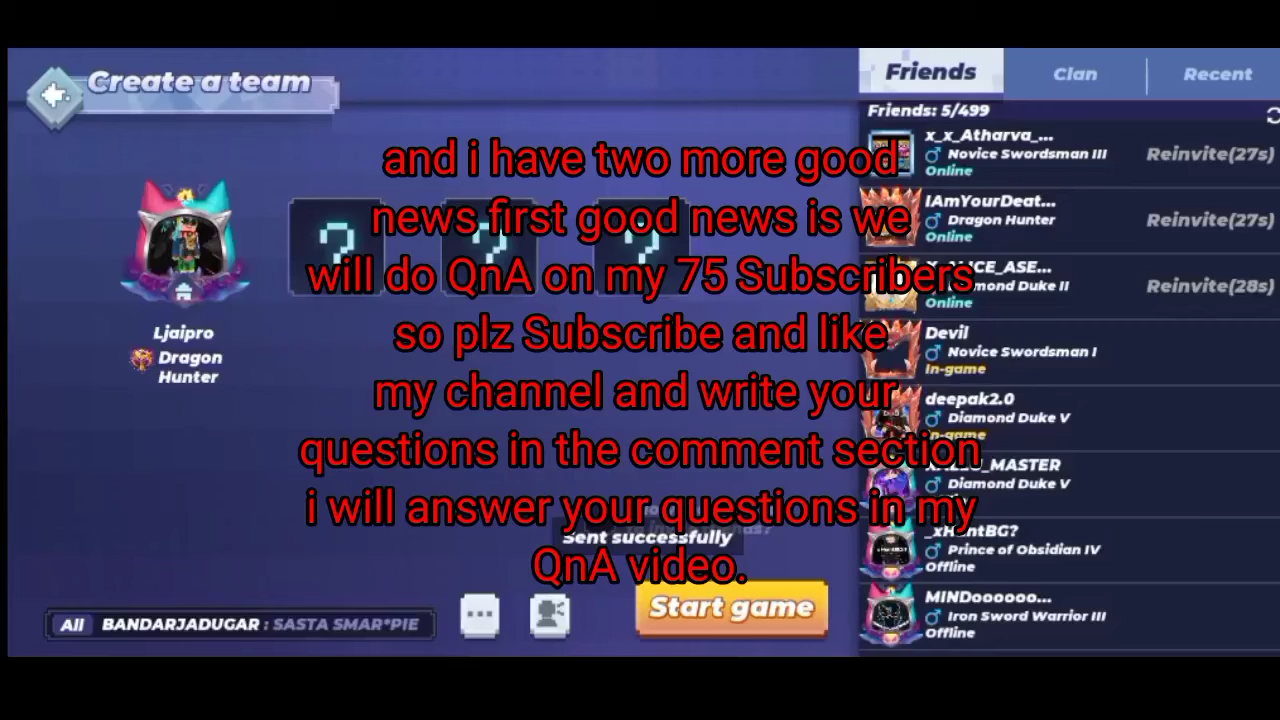 Create a team
Friends
Clan
Recent
Friends: 5/499
x_x_Atharva_...
Novice Swordsman III
Online
Reinvite(27s)
IAmYourDeat...
Dragon Hunter
Online
Reinvite(27s)
Diamond Duke II
Online
Reinvite(28s)
Devil
Novice Swordsman I
In-game
deepak2.0
Diamond Duke V
In-game
MASTER
Diamond Duke V
_xHuntBG?
Prince of Obsidian IV
Offline
MINDoooooo...
Iron Sword Warrior III
Offline
Ljaipro
Dragon
Hunter
? ? ?
and i have two more good
news first good news is we
will do QnA on my 75 Subscribers
so plz Subscribe and like
my channel and write your
questions in the comment section
i will answer your questions in my
QnA video.
Sent successfully
Start game
All BANDARJADUGAR : SASTA SMAR*PIE